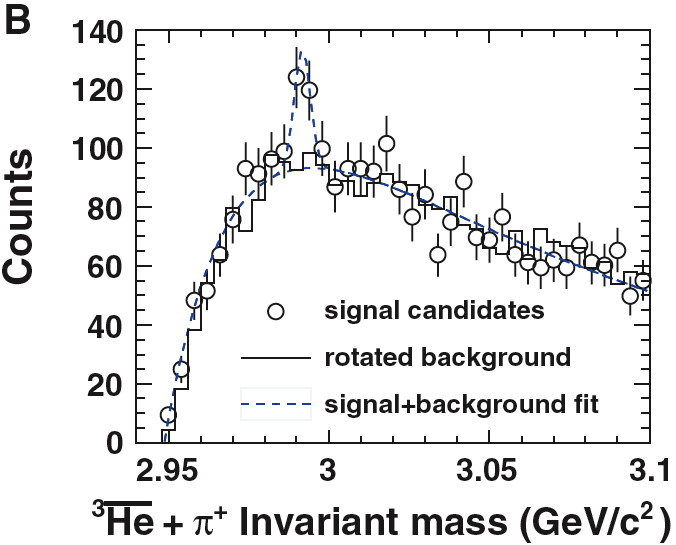 B
140
120
100
80
60
40
20
0
Counts
signal candidates
rotated background
signal+background fit
2.95 3 3.05 3.1
³H̅e̅ + π⁺ Invariant mass (GeV/c²)